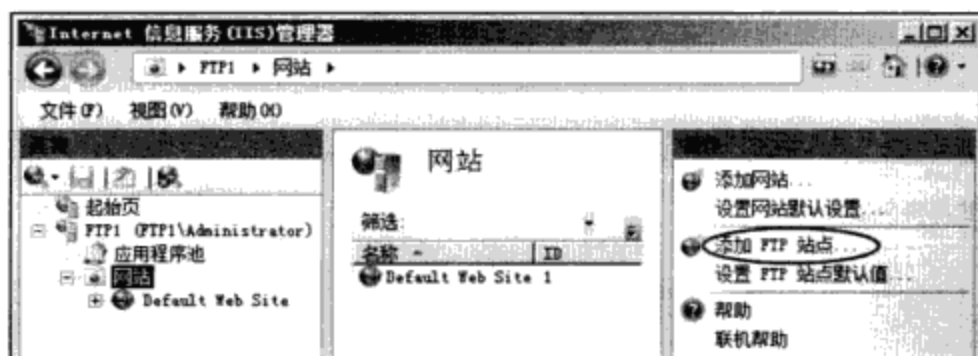 Internet 信息服务(IIS)管理器
FTP1 网站
文件(F) 视图(V) 帮助(H)
起始页
FTP1 (FTP1\Administrator)
应用程序池
网站
Default Web Site
网站
筛选:
名称 ID
Default Web Site 1
添加网站...
设置网站默认设置...
添加 FTP 站点...
设置 FTP 站点默认值...
帮助
联机帮助